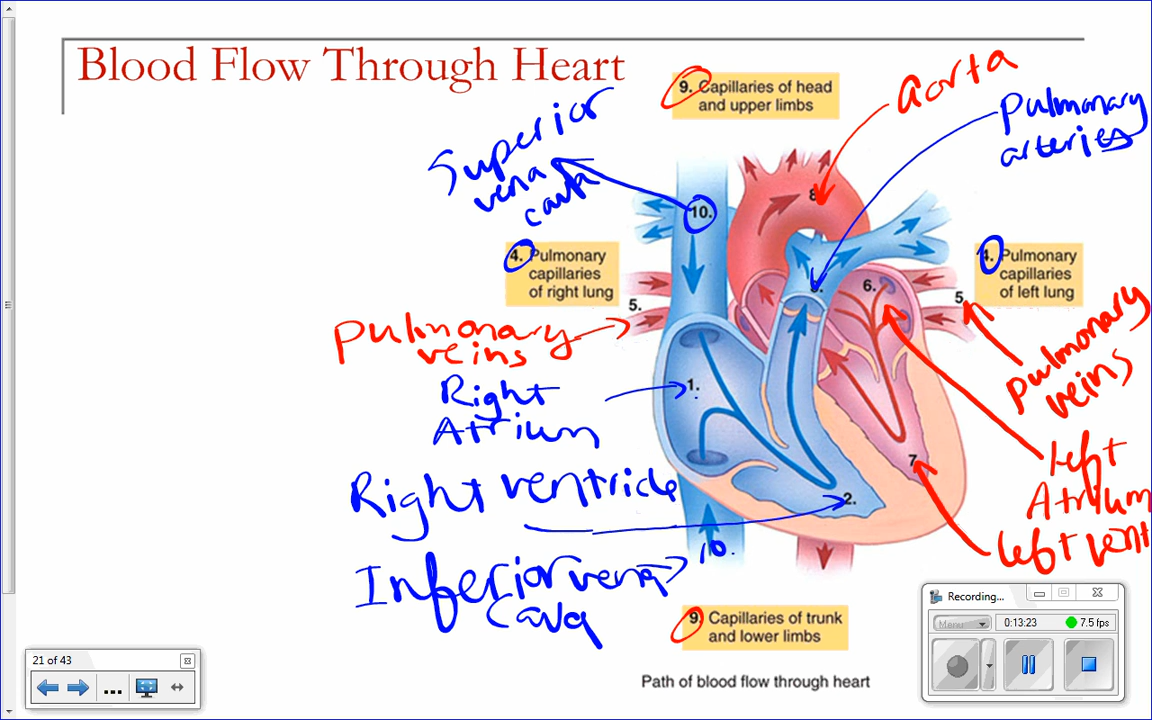 Blood Flow Through Heart
9. Capillaries of head
and upper limbs
Aorta
Pulmonary
arteries
Superior
vena
cava
10.
8
4. Pulmonary
capillaries
of right lung
4. Pulmonary
capillaries
of left lung
3.
6.
5.
5
Pulmonary
veins
Pulmonary
veins
1.
Right
Atrium
7
left
Atrium
left vent
Right ventricle
2.
10.
Inferior vena
cava
9. Capillaries of trunk
and lower limbs
Path of blood flow through heart
21 of 43
...
Recording...
Menu
0:13:23
7.5 fps